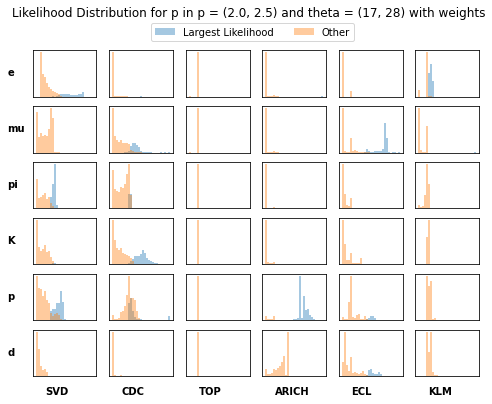 Likelihood Distribution for p in p = (2.0, 2.5) and theta = (17, 28) with weights
Largest Likelihood Other
e
mu
pi
K
p
d
SVD CDC TOP ARICH ECL KLM